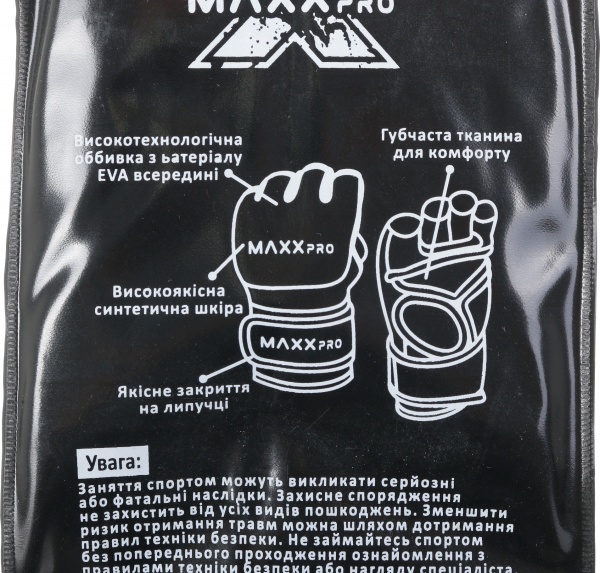 MAXXPRO
Високотехнологічна
оббивка з ьатеріалу
EVA всередині
Губчаста тканина
для комфорту
MAXXPRO
Високоякісна
синтетична шкіра
MAXXPRO
Якісне закриття
на липучці
Увага:
Заняття спортом можуть викликати серйозні
або фатальні наслідки. Захисне спорядження
не захистить від усіх видів пошкоджень. Зменшити
ризик отримання травм можна шляхом дотримання
правил техніки безпеки. Не займайтесь спортом
без попереднього проходження ознайомлення з
правилами техніки безпеки або нагляду спеціаліста.